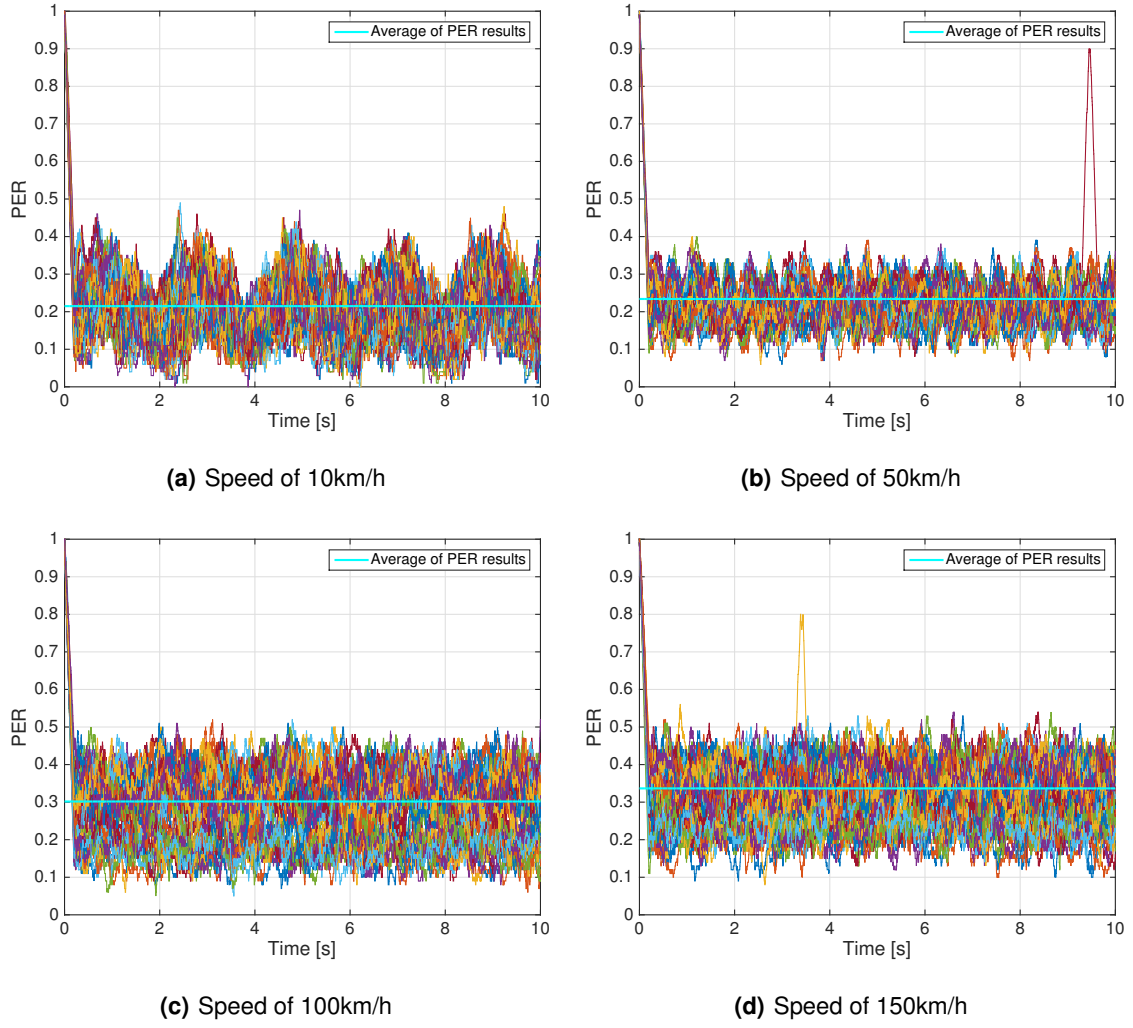 1
0.9
0.8
0.7
0.6
0.5
0.4
0.3
0.2
0.1
0
PER
0 2 4 6 8 10
Time [s]
Average of PER results
(a) Speed of 10km/h
1
0.9
0.8
0.7
0.6
0.5
0.4
0.3
0.2
0.1
0
PER
0 2 4 6 8 10
Time [s]
Average of PER results
(b) Speed of 50km/h
1
0.9
0.8
0.7
0.6
0.5
0.4
0.3
0.2
0.1
0
PER
0 2 4 6 8 10
Time [s]
Average of PER results
(c) Speed of 100km/h
1
0.9
0.8
0.7
0.6
0.5
0.4
0.3
0.2
0.1
0
PER
0 2 4 6 8 10
Time [s]
Average of PER results
(d) Speed of 150km/h